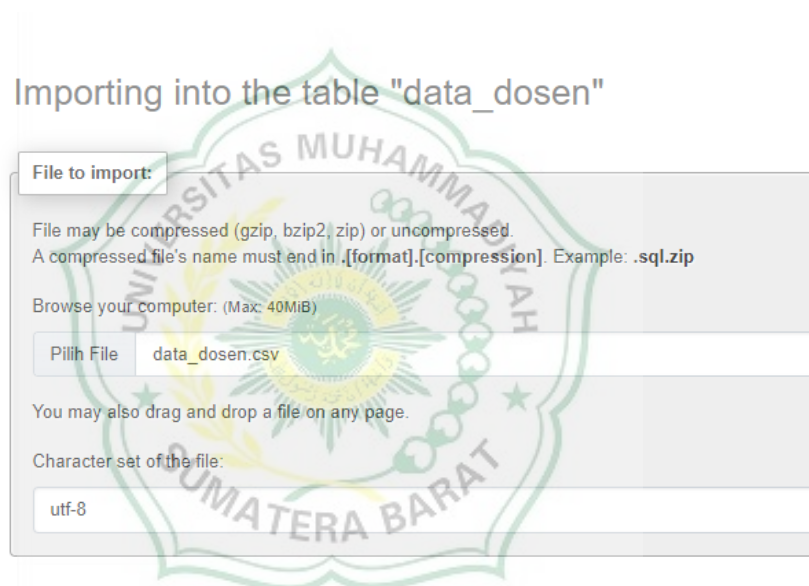 Importing into the table "data_dosen"
UNIVERSITAS MUHAMMADIYAH
File to import:
File may be compressed (gzip, bzip2, zip) or uncompressed.
A compressed file's name must end in .[format].[compression]. Example: .sql.zip
Browse your computer: (Max: 40MiB)
Pilih File data_dosen.csv
You may also drag and drop a file on any page.
Character set of the file:
utf-8
SUMATERA BARAT